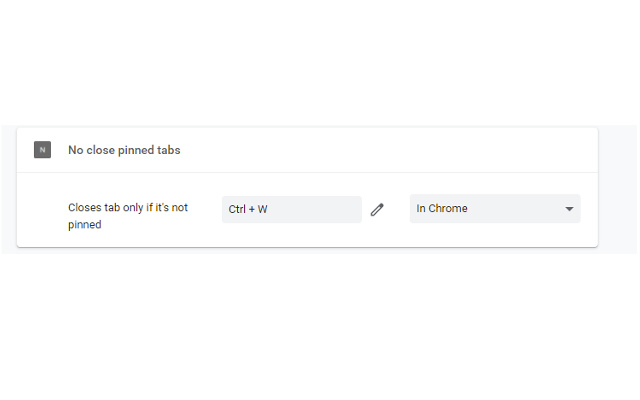 N No close pinned tabs
Closes tab only if it's not
pinned
Ctrl + W
In Chrome